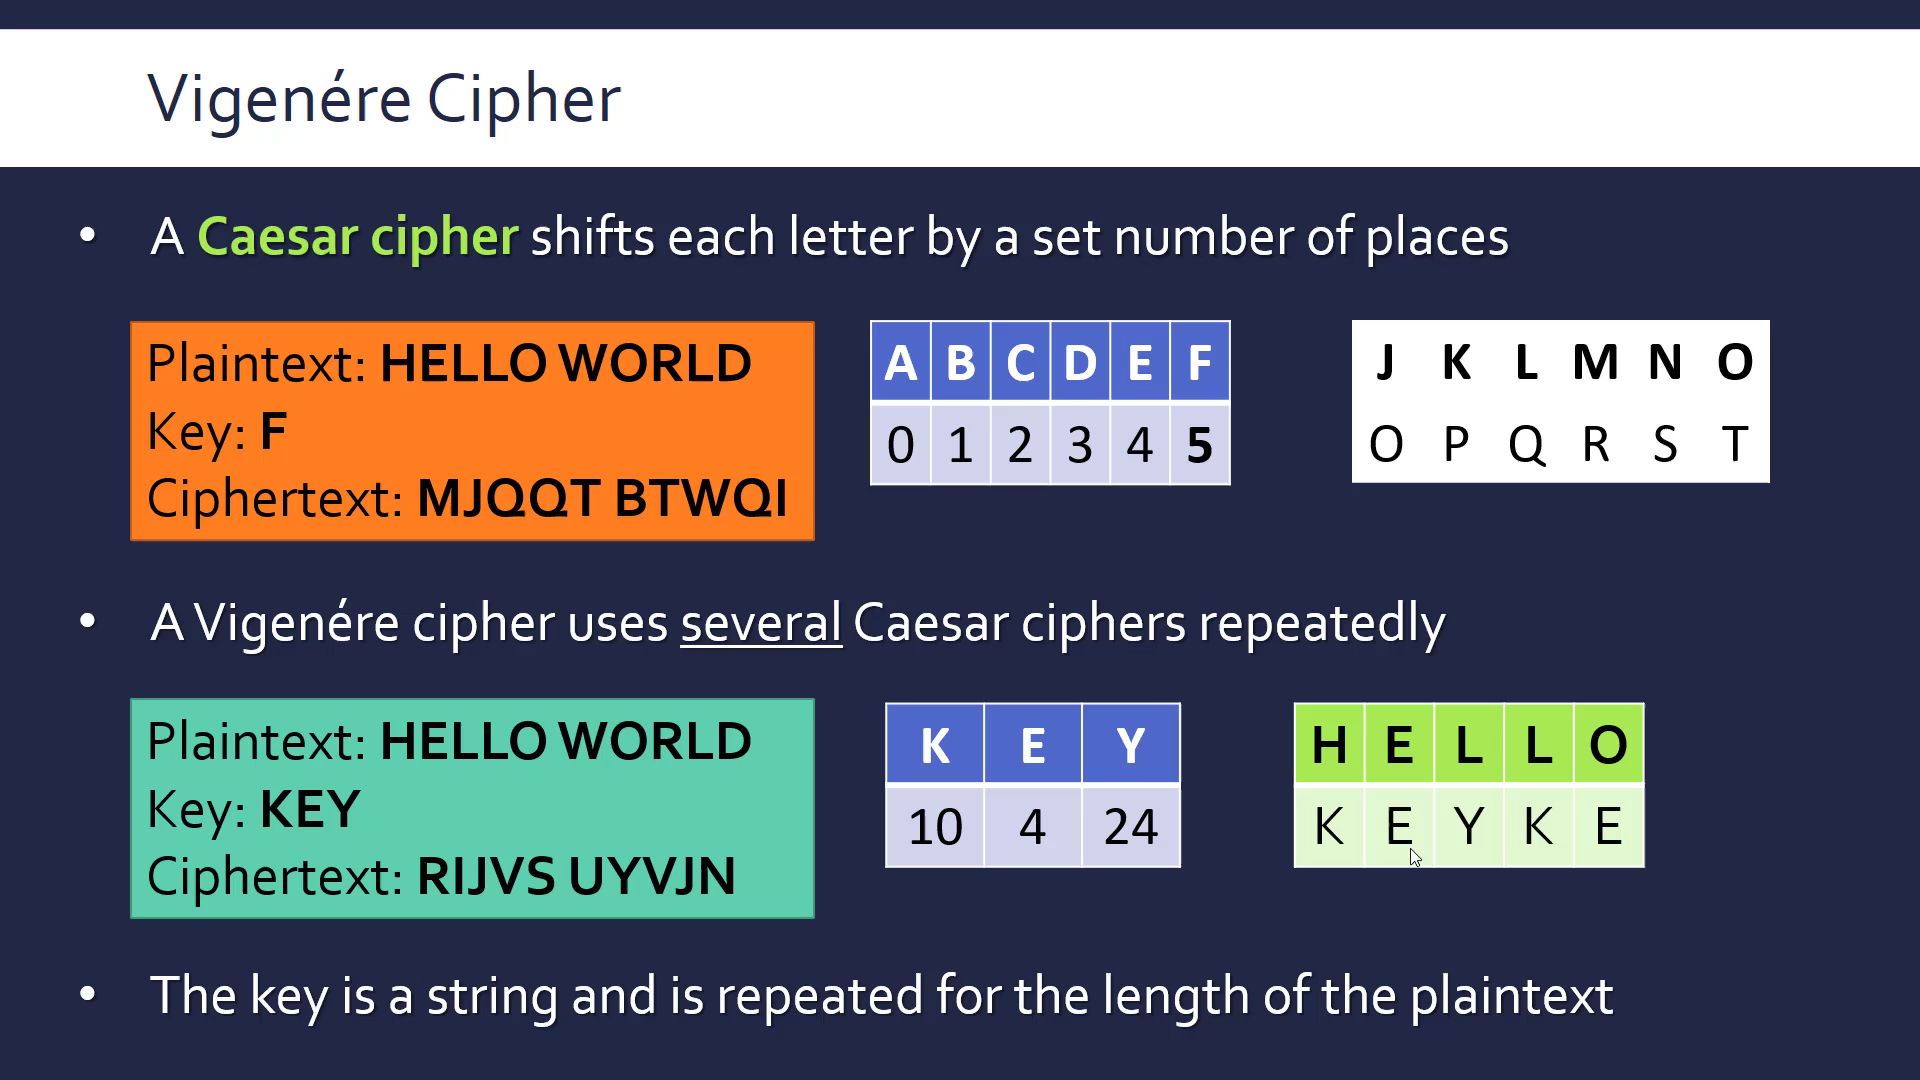 Vigenére Cipher
• A Caesar cipher shifts each letter by a set number of places
Plaintext: HELLO WORLD
Key: F
Ciphertext: MJQQT BTWQI
A B C D E F
0 1 2 3 4 5
J K L M N O
O P Q R S T
• A Vigenére cipher uses several Caesar ciphers repeatedly
Plaintext: HELLO WORLD
Key: KEY
Ciphertext: RIJVS UYVJN
K E Y
10 4 24
H E L L O
K E Y K E
• The key is a string and is repeated for the length of the plaintext